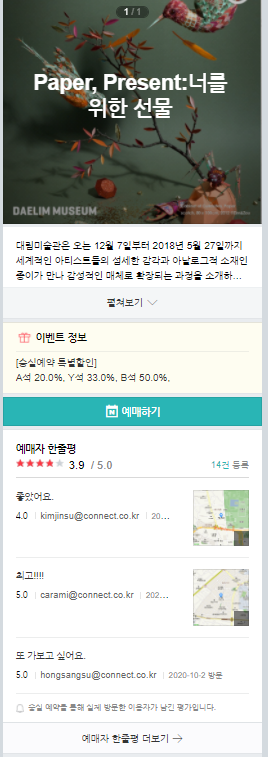 1 / 1
Paper, Present:너를
위한 선물
DAELIM MUSEUM
대림미술관은 오는 12월 7일부터 2018년 5월 27일까지
세계적인 아티스트들의 섬세한 감각과 아날로그적 소재인
종이가 만나 감성적인 매체로 확장되는 과정을 소개하...
펼쳐보기
이벤트 정보
[승실예약 특별할인]
A석 20.0%, Y석 33.0%, B석 50.0%,
예매하기
예매자 한줄평
3.9 / 5.0
14건 등록
좋았어요.
4.0 kimjinsu@connect.co.kr 20...
최고!!!!
5.0 carami@connect.co.kr 202...
또 가보고 싶어요.
5.0 hongsangsu@connect.co.kr 2020-10-2 방문
승실 예약을 통해 실제 방문한 이용자가 남긴 평가입니다.
예매자 한줄평 더보기